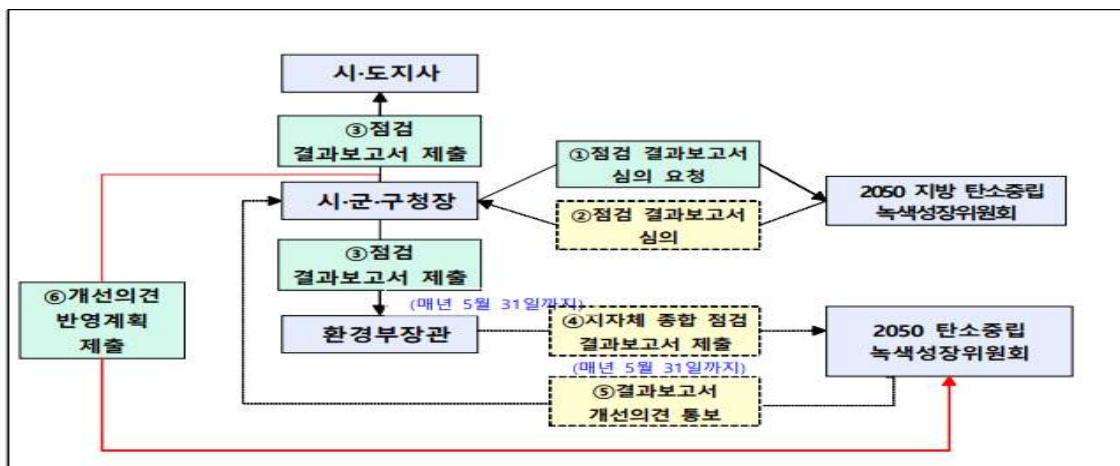 시·도지사
③점검
결과보고서 제출
①점검 결과보고서
심의 요청
시·군·구청장
2050 지방 탄소중립
녹색성장위원회
②점검 결과보고서
심의
③점검
결과보고서 제출
⑥개선의견
반영계획
제출
(매년 5월 31일까지)
환경부장관
④지자체 종합 점검
결과보고서 제출
2050 탄소중립
녹색성장위원회
(매년 5월 31일까지)
⑤결과보고서
개선의견 통보